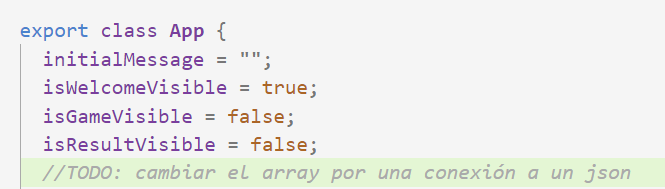 export class App {
initialMessage = "";
isWelcomeVisible = true;
isGameVisible = false;
isResultVisible = false;
//TODO: cambiar el array por una conexión a un json